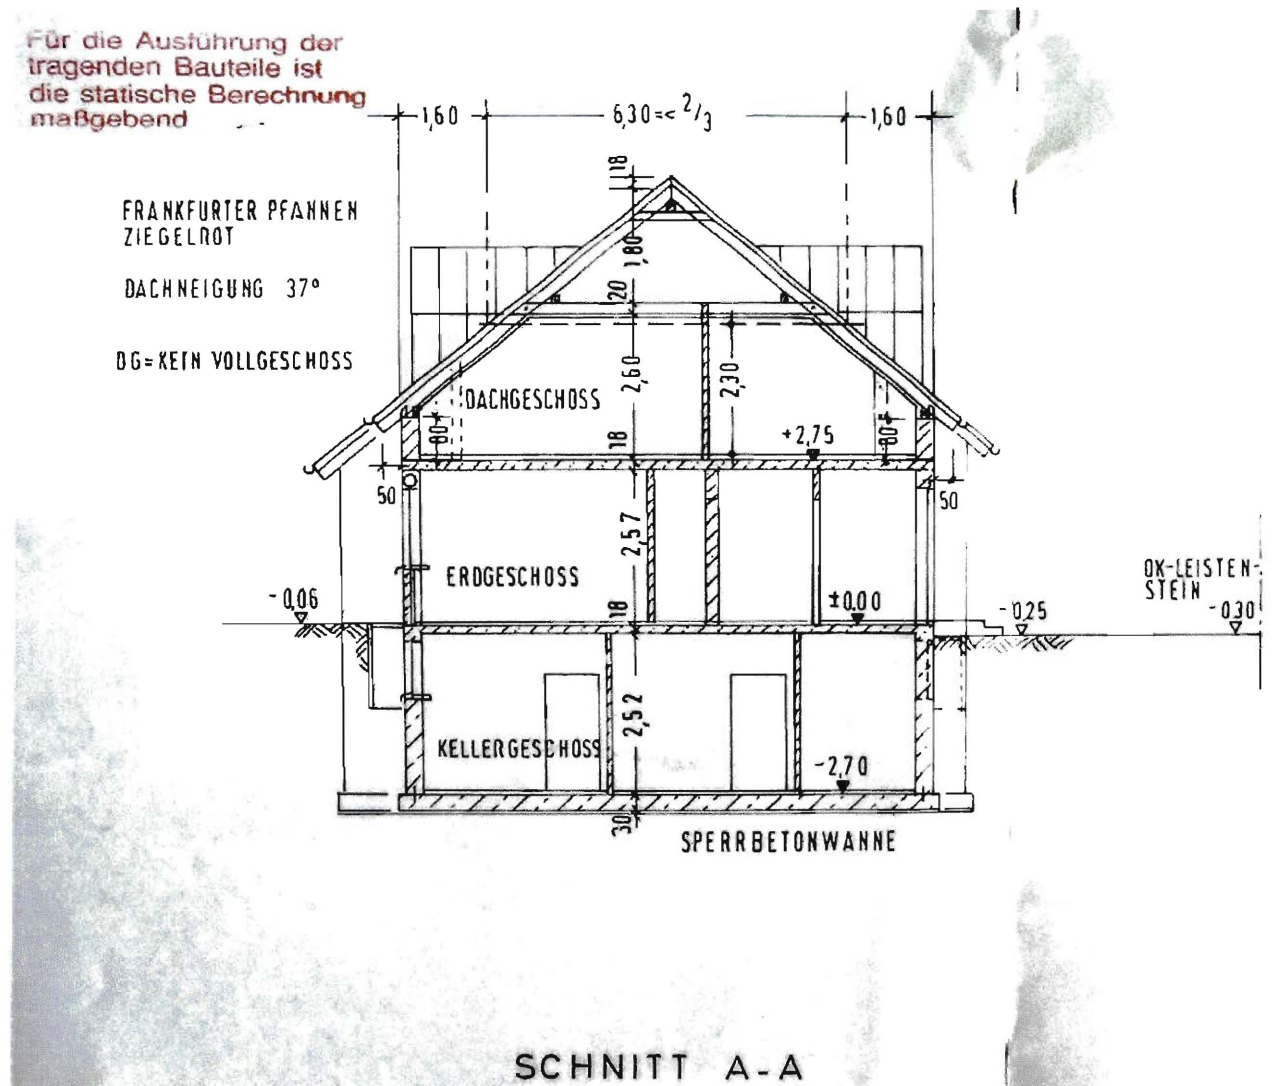 Für die Ausführung der
tragenden Bauteile ist
die statische Berechnung
maßgebend
1,60
6,30=< 2/3
1,60
18
FRANKFURTER PFANNEN
ZIEGELROT
1,80
DACHNEIGUNG 37°
20
DG=KEIN VOLLGESCHOSS
2,60
2,30
DACHGESCHOSS
80
18
+2,75
80
50
50
2,57
ERDGESCHOSS
OK-LEISTEN-
STEIN
-0,06
18
±0,00
-0,25
-0,30
2,52
KELLERGESCHOSS
-2,70
30
SPERRBETONWANNE
SCHNITT A-A